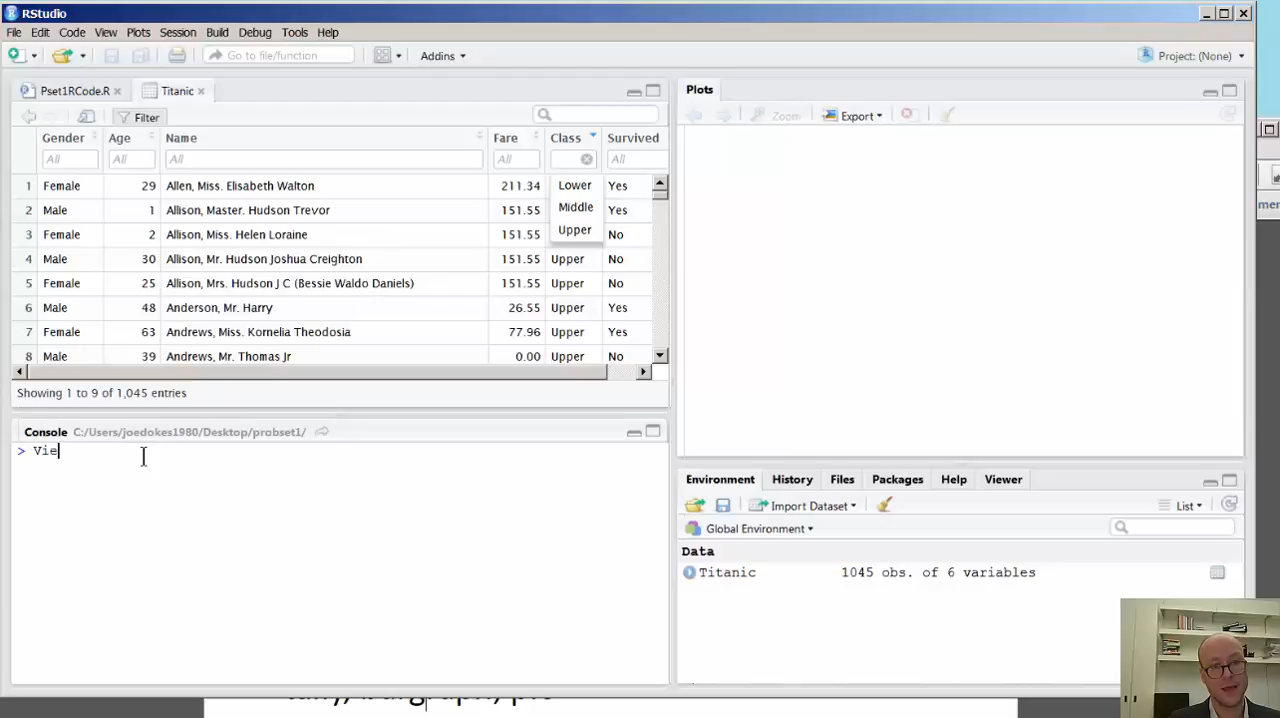 RStudio
File Edit Code View Plots Session Build Debug Tools Help
Go to file/function Addins Project: (None)
Pset1RCode.R Titanic
Filter
Gender Age Name Fare Class Survived
All All All All All
1 Female 29 Allen, Miss. Elisabeth Walton 211.34 Lower Yes
2 Male 1 Allison, Master. Hudson Trevor 151.55 Middle Yes
3 Female 2 Allison, Miss. Helen Loraine 151.55 Upper No
4 Male 30 Allison, Mr. Hudson Joshua Creighton 151.55 Upper No
5 Female 25 Allison, Mrs. Hudson J C (Bessie Waldo Daniels) 151.55 Upper No
6 Male 48 Anderson, Mr. Harry 26.55 Upper Yes
7 Female 63 Andrews, Miss. Kornelia Theodosia 77.96 Upper Yes
8 Male 39 Andrews, Mr. Thomas Jr 0.00 Upper No
Showing 1 to 9 of 1,045 entries
Console C:/Users/joedokes1980/Desktop/probset1/
> Vie
Plots
Zoom Export
Environment History Files Packages Help Viewer
Import Dataset List
Global Environment
Data
Titanic 1045 obs. of 6 variables